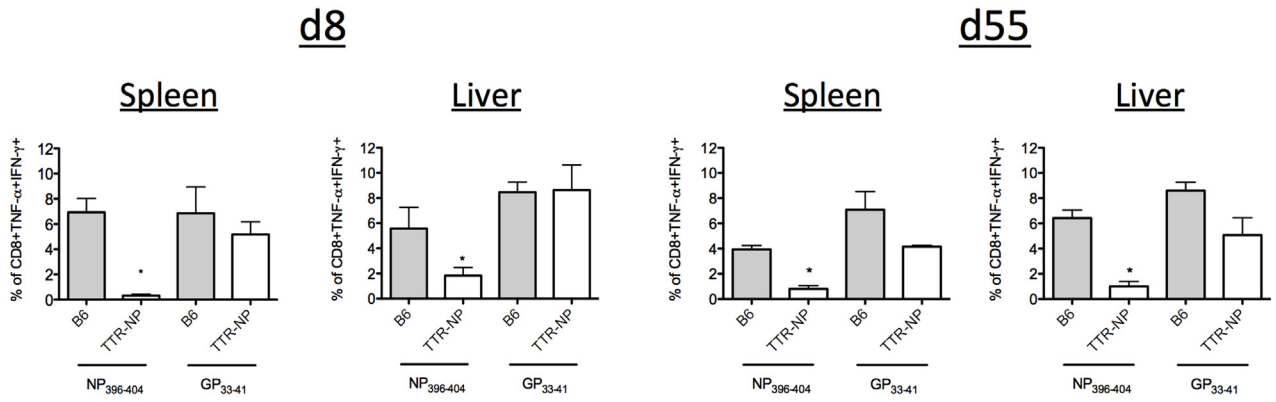 d8
d55
Spleen
Liver
Spleen
Liver
% of CD8+TNF-α+IFN-γ+
12
10
8
6
4
2
0
*
B6
TTR-NP
B6
TTR-NP
NP396-404
GP33-41
% of CD8+TNF-α+IFN-γ+
12
10
8
6
4
2
0
*
B6
TTR-NP
B6
TTR-NP
NP396-404
GP33-41
% of CD8+TNF-α+IFN-γ+
12
10
8
6
4
2
0
*
B6
TTR-NP
B6
TTR-NP
NP396-404
GP33-41
% of CD8+TNF-α+IFN-γ+
12
10
8
6
4
2
0
*
B6
TTR-NP
B6
TTR-NP
NP396-404
GP33-41